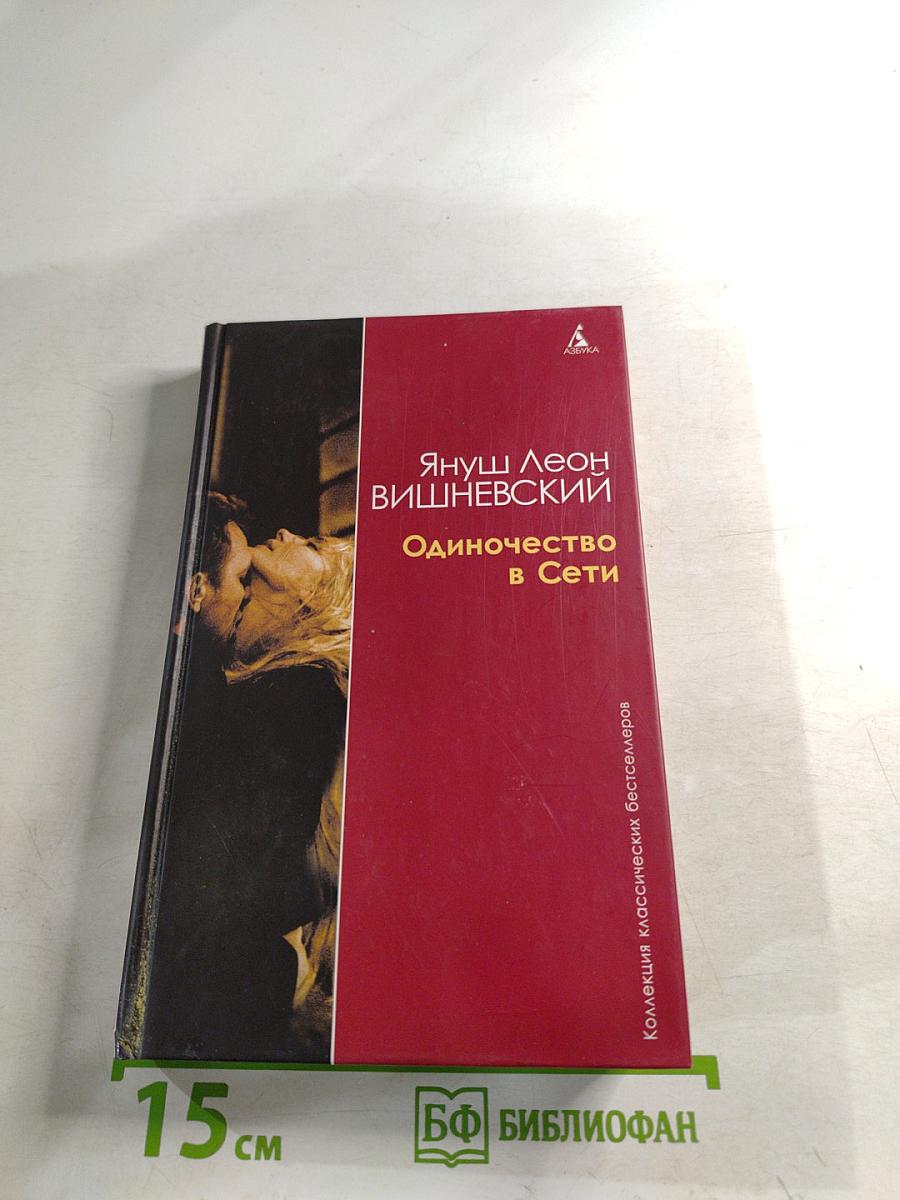 АЗБУКА
Януш Леон
ВИШНЕВСКИЙ
Одиночество
в Сети
Коллекция классических бестселлеров
15 см
БФ БИБЛИОФАН